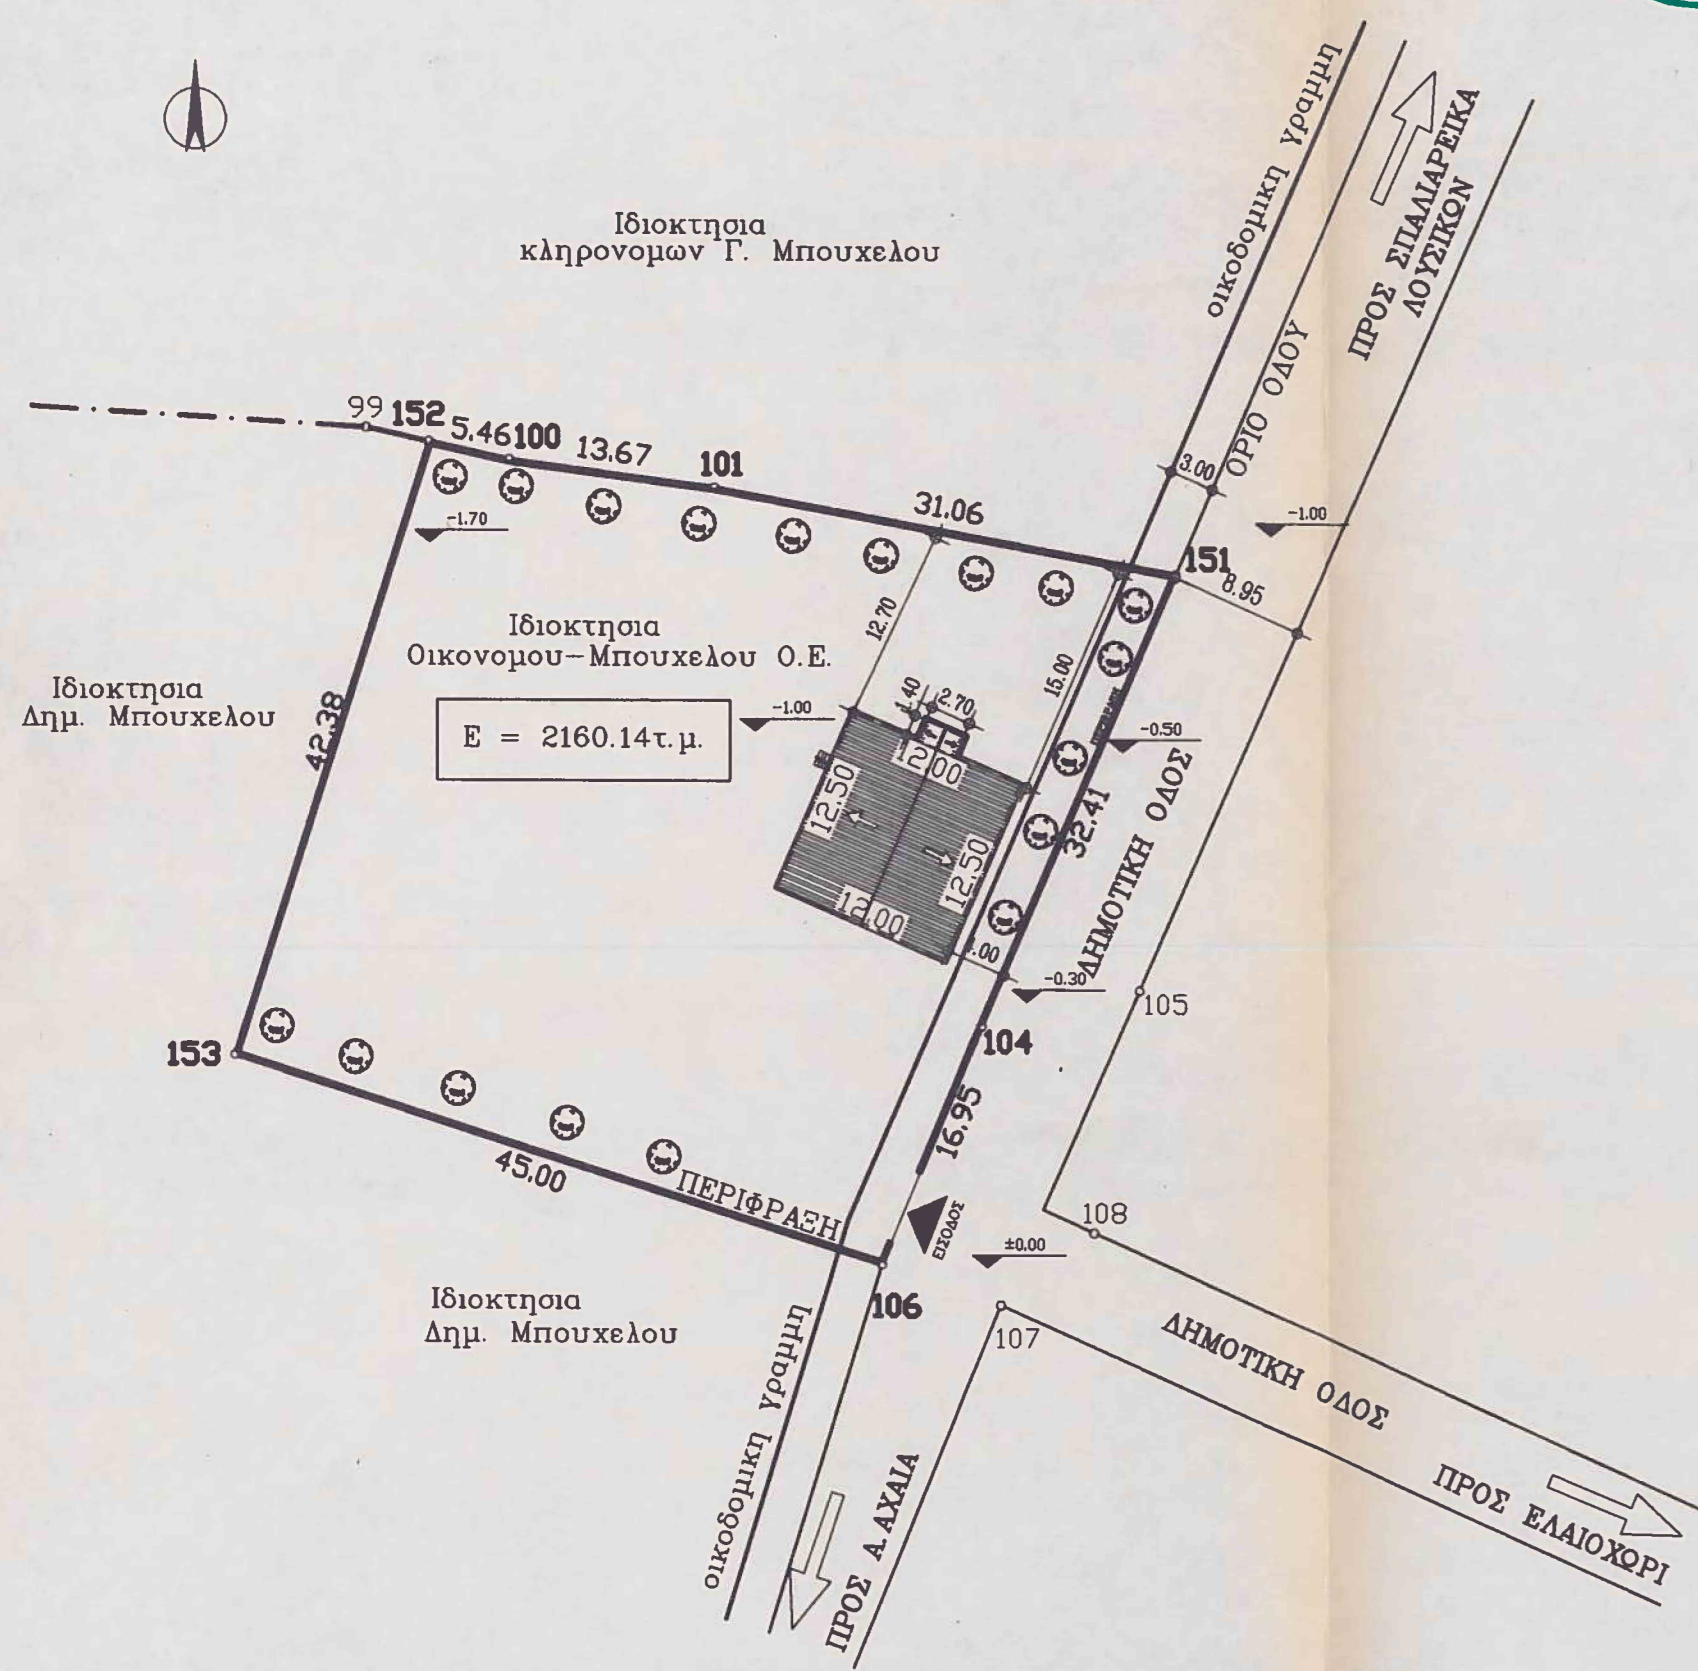 οικοδομικη γραμμη
ΠΡΟΣ ΣΠΑΛΙΑΡΕΙΚΑ
ΛΟΥΣΙΚΩΝ
Ιδιοκτησια
κληρονομων Γ. Μπουχελου
ΟΡΙΟ ΟΔΟΥ
3.00
99
152
5.46
100
13.67
101
31.06
-1.70
-1.00
151
8.95
12.70
15.00
Ιδιοκτησια
Οικονομου-Μπουχελου Ο.Ε.
Ιδιοκτησια
Δημ. Μπουχελου
42.38
E = 2160.14τ.μ.
-1.00
1.40
2.70
-0.50
12.00
12.50
12.50
12.00
32.41
ΔΗΜΟΤΙΚΗ ΟΔΟΣ
-0.30
105
104
153
16.95
45.00
ΠΕΡΙΦΡΑΞΗ
ΕΙΣΟΔΟΣ
108
±0.00
106
107
Ιδιοκτησια
Δημ. Μπουχελου
οικοδομικη γραμμη
ΔΗΜΟΤΙΚΗ ΟΔΟΣ
ΠΡΟΣ Α.ΑΧΑΙΑ
ΠΡΟΣ ΕΛΑΙΟΧΩΡΙ